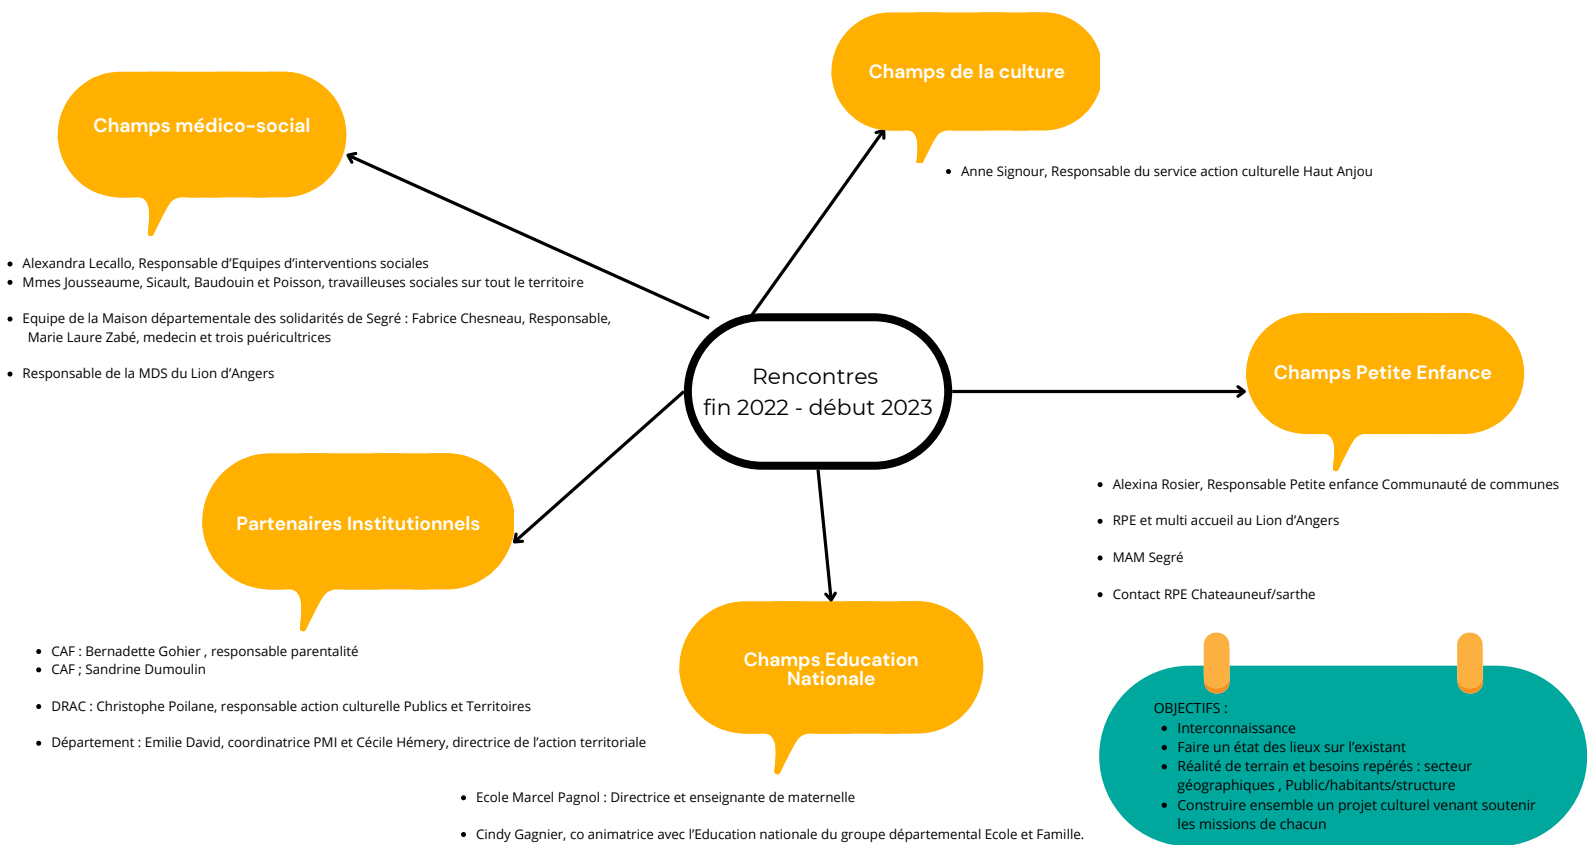 Champs de la culture
Anne Signour, Responsable du service action culturelle Haut Anjou
Champs médico-social
• Alexandra Lecallo, Responsable d’Equipes d’interventions sociales
• Mmes Jousseaume, Sicault, Baudouin et Poisson, travailleuses sociales sur tout le territoire
• Equipe de la Maison départementale des solidarités de Segré : Fabrice Chesneau, Responsable,
Marie Laure Zabé, medecin et trois puéricultrices
• Responsable de la MDS du Lion d’Angers
Rencontres
fin 2022 - début 2023
Champs Petite Enfance
• Alexina Rosier, Responsable Petite enfance Communauté de communes
• RPE et multi accueil au Lion d’Angers
• MAM Segré
• Contact RPE Chateauneuf/sarthe
Partenaires Institutionnels
• CAF : Bernadette Gohier , responsable parentalité
• CAF ; Sandrine Dumoulin
• DRAC : Christophe Poilane, responsable action culturelle Publics et Territoires
• Département : Emilie David, coordinatrice PMI et Cécile Hémery, directrice de l’action territoriale
Champs Education
Nationale
• Ecole Marcel Pagnol : Directrice et enseignante de maternelle
• Cindy Gagnier, co animatrice avec l’Education nationale du groupe départemental Ecole et Famille.
OBJECTIFS :
• Interconnaissance
• Faire un état des lieux sur l’existant
• Réalité de terrain et besoins repérés : secteur
géographiques , Public/habitants/structure
• Construire ensemble un projet culturel venant soutenir
les missions de chacun